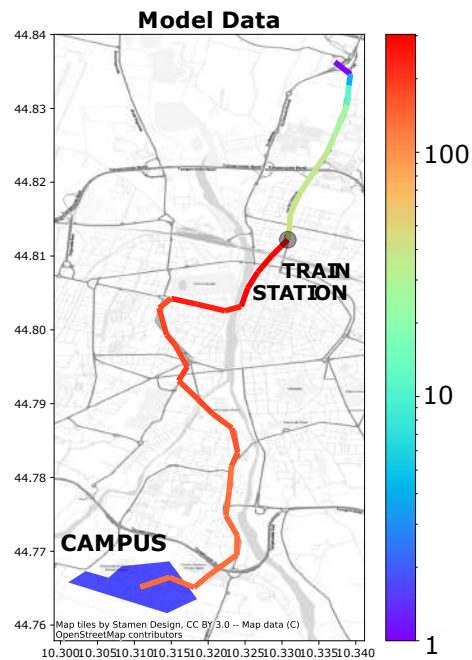 Model Data
44.84
44.83
44.82
44.81
44.80
44.79
44.78
44.77
44.76
TRAIN
STATION
CAMPUS
Map tiles by Stamen Design, CC BY 3.0 -- Map data (C)
OpenStreetMap contributors
10.300 10.305 10.310 10.315 10.320 10.325 10.330 10.335 10.340
100
10
1